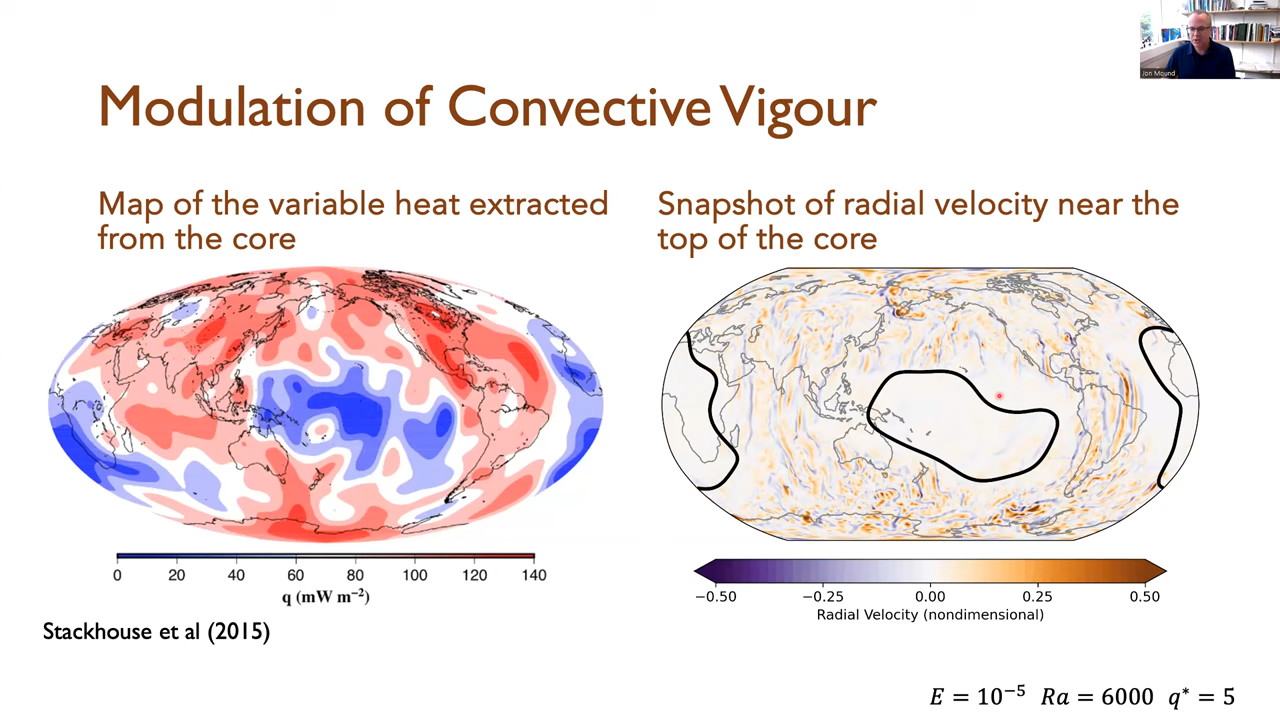 Jon Mound
Modulation of Convective Vigour
Map of the variable heat extracted
from the core
Snapshot of radial velocity near the
top of the core
0 20 40 60 80 100 120 140
q (mW m⁻²)
−0.50 −0.25 0.00 0.25 0.50
Radial Velocity (nondimensional)
Stackhouse et al (2015)
E = 10⁻⁵ Ra = 6000 q* = 5